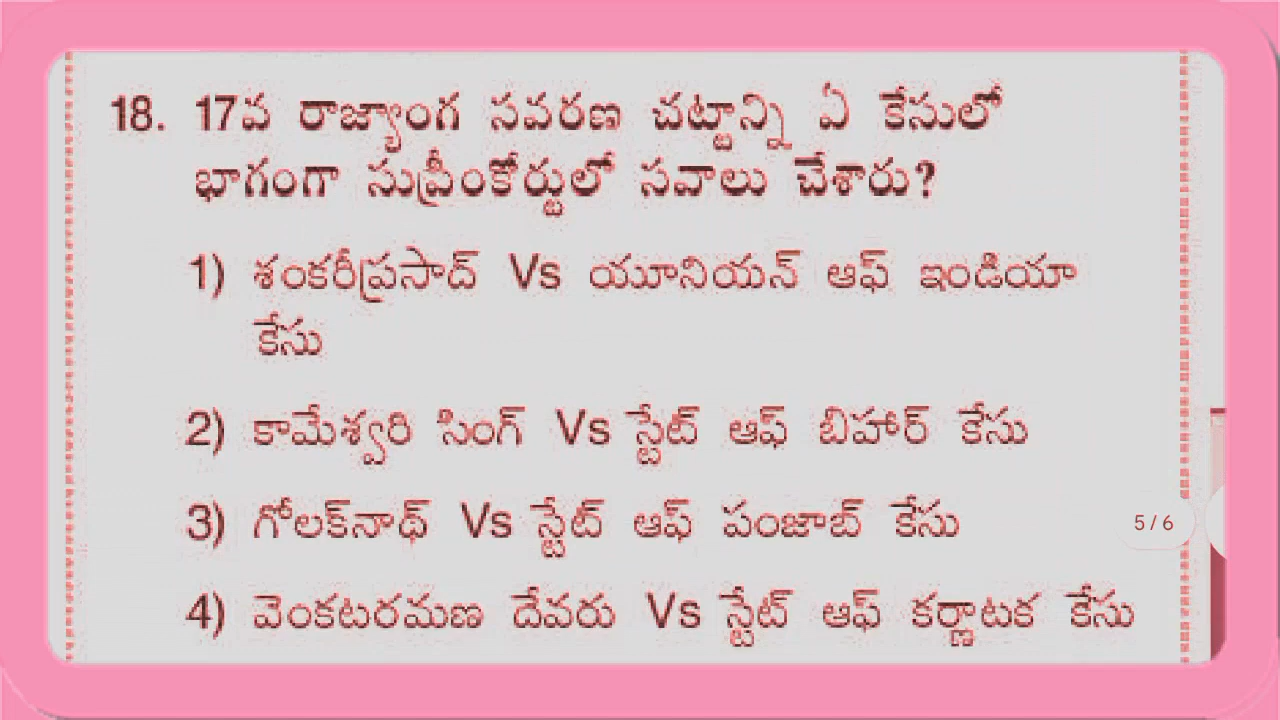 18. 17వ రాజ్యాంగ సవరణ చట్టాన్ని ఏ కేసులో
భాగంగా సుప్రీంకోర్టులో సవాలు చేశారు?
1) శంకరీప్రసాద్ Vs యూనియన్ ఆఫ్ ఇండియా
కేసు
2) కామేశ్వరి సింగ్ Vs స్టేట్ ఆఫ్ బిహార్ కేసు
3) గోలక్‌నాథ్ Vs స్టేట్ ఆఫ్ పంజాబ్ కేసు
5 / 6
4) వెంకటరమణ దేవరు Vs స్టేట్ ఆఫ్ కర్ణాటక కేసు